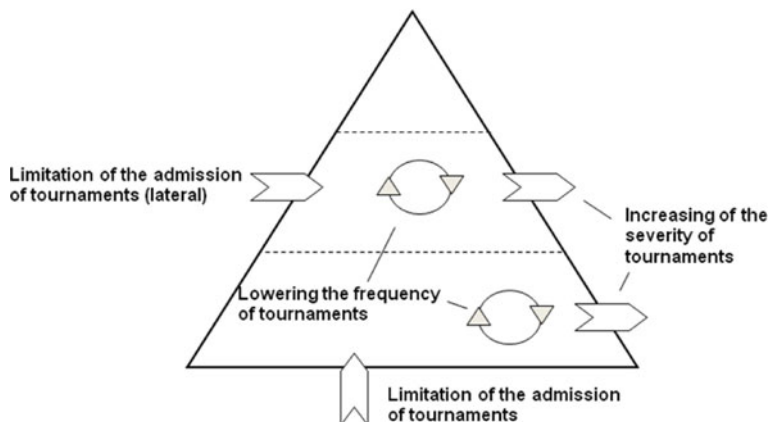 Limitation of the admission
of tournaments (lateral)
Increasing of the
severity of
tournaments
Lowering the frequency
of tournaments
Limitation of the admission
of tournaments